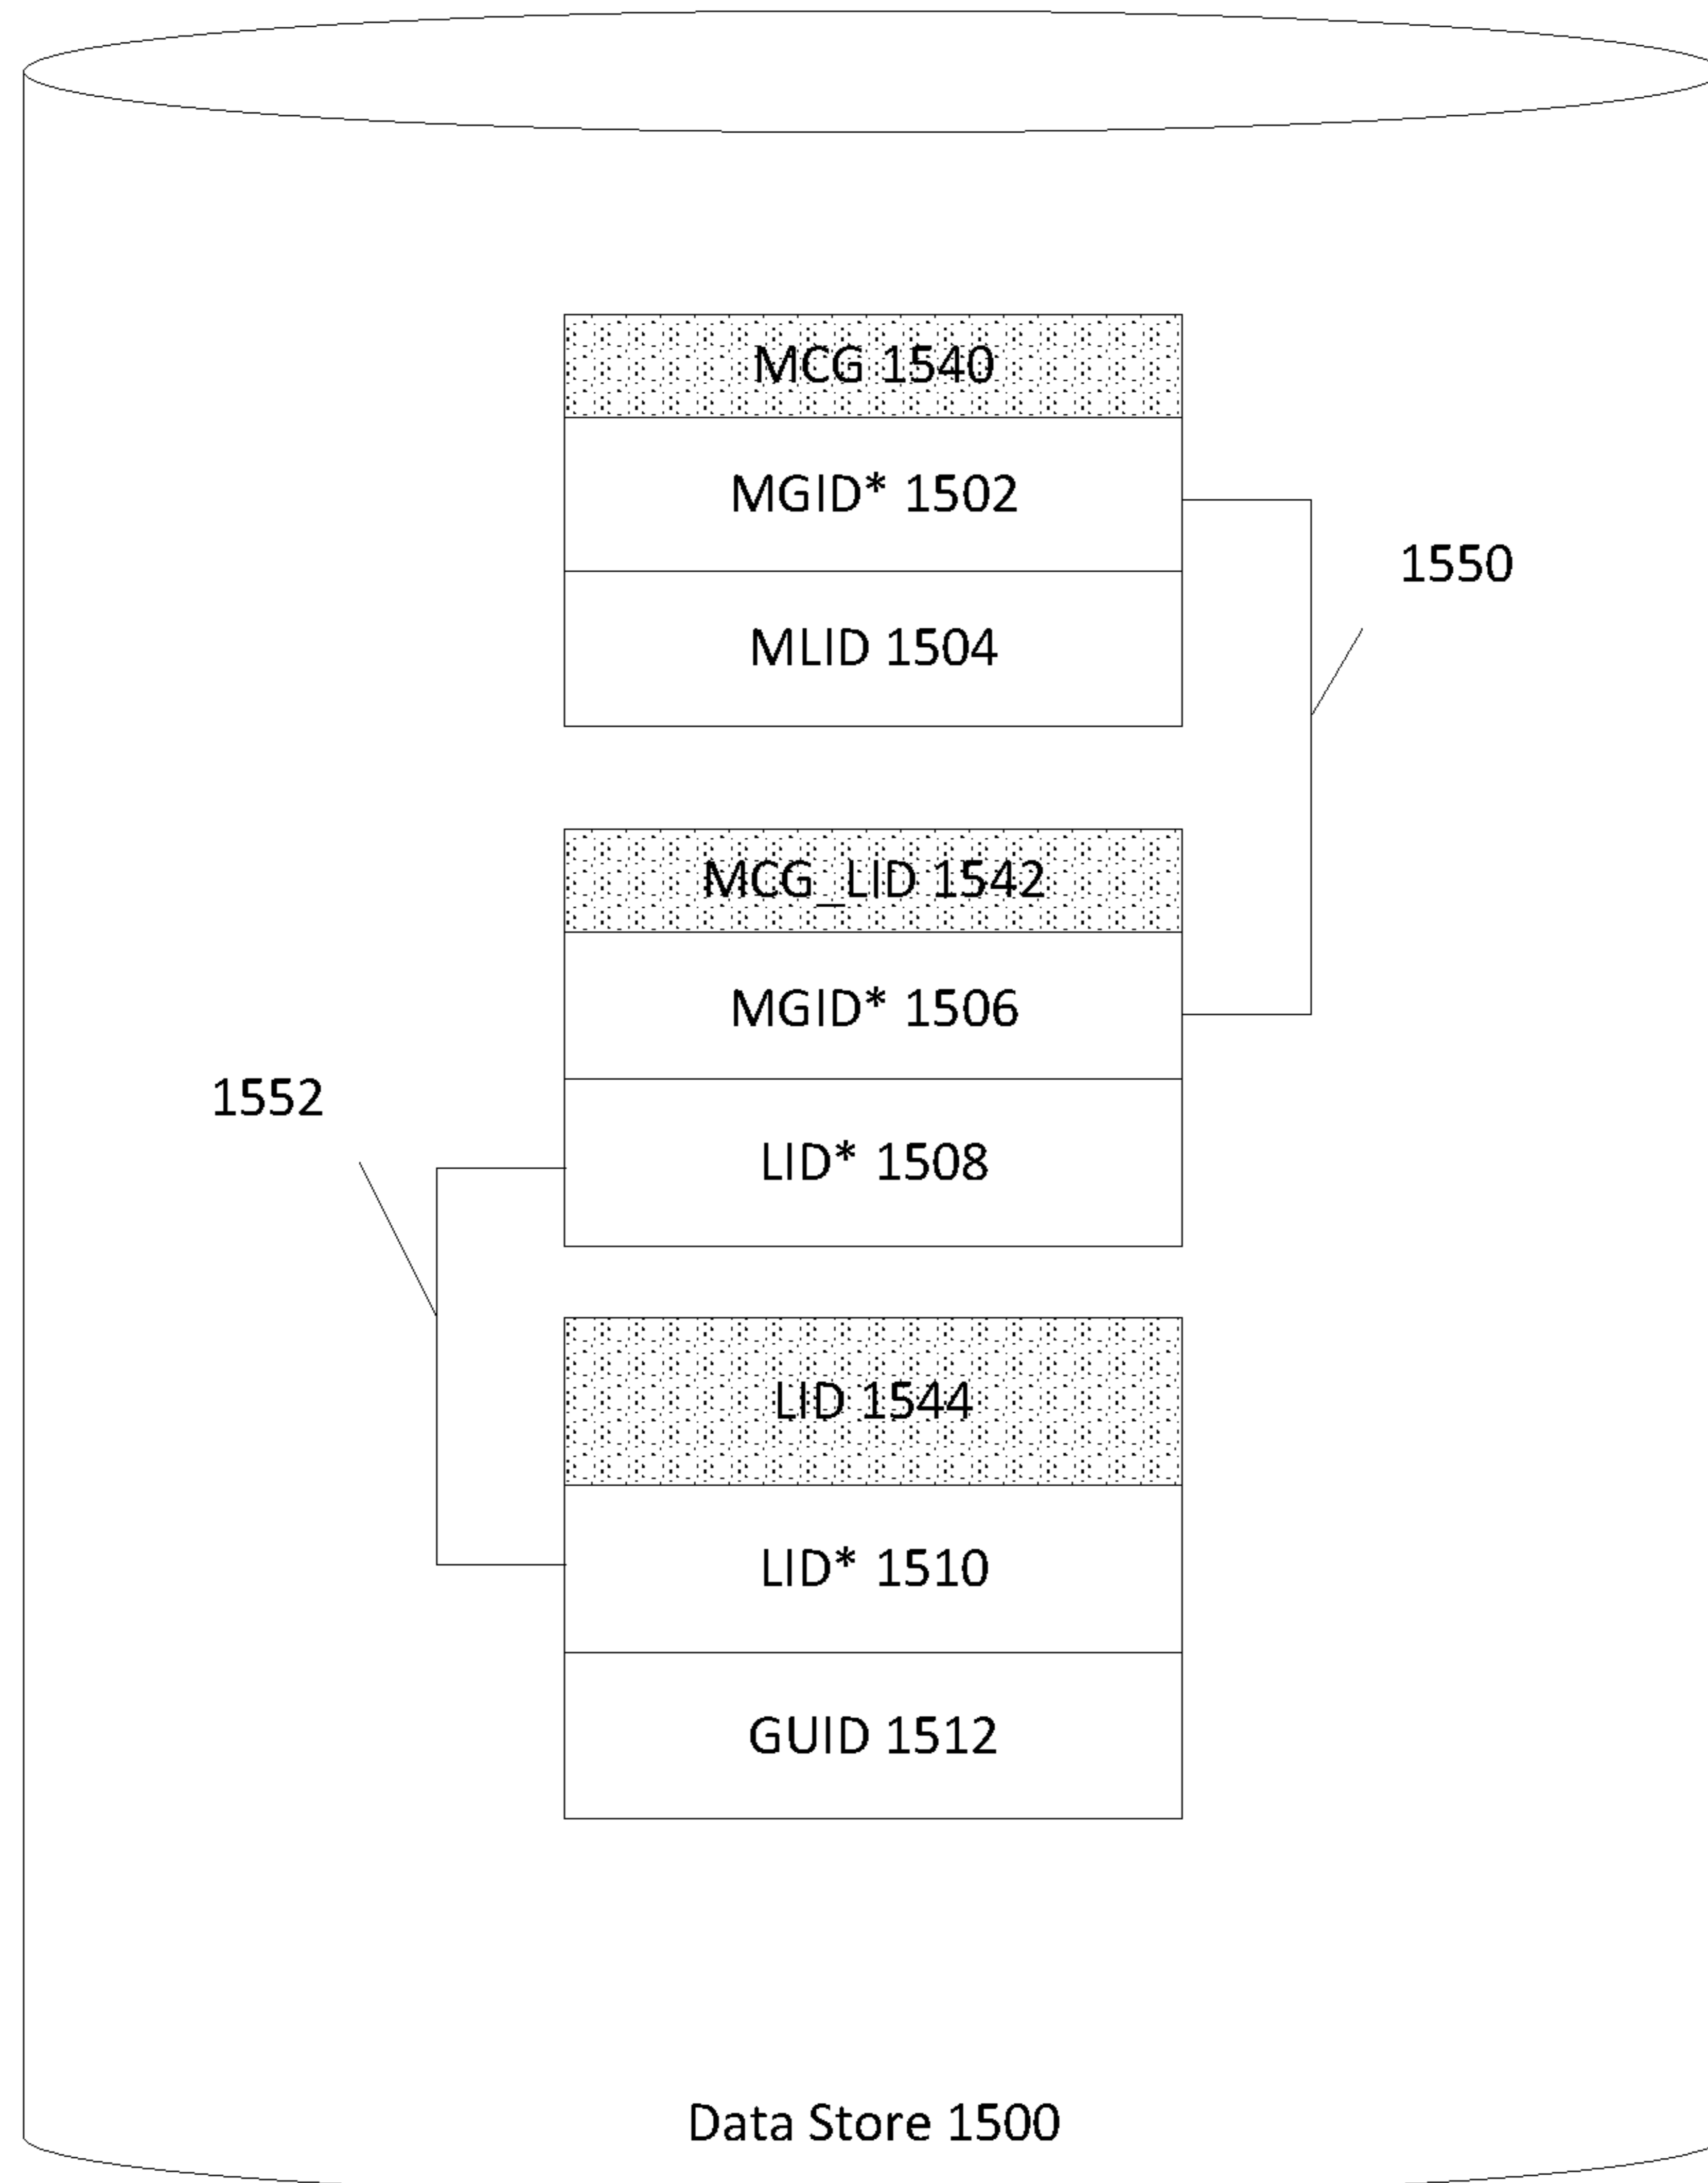 MCG 1540
MGID* 1502
1550
MLID 1504
MCG_LID 1542
MGID* 1506
1552
LID* 1508
LID 1544
LID* 1510
GUID 1512
Data Store 1500